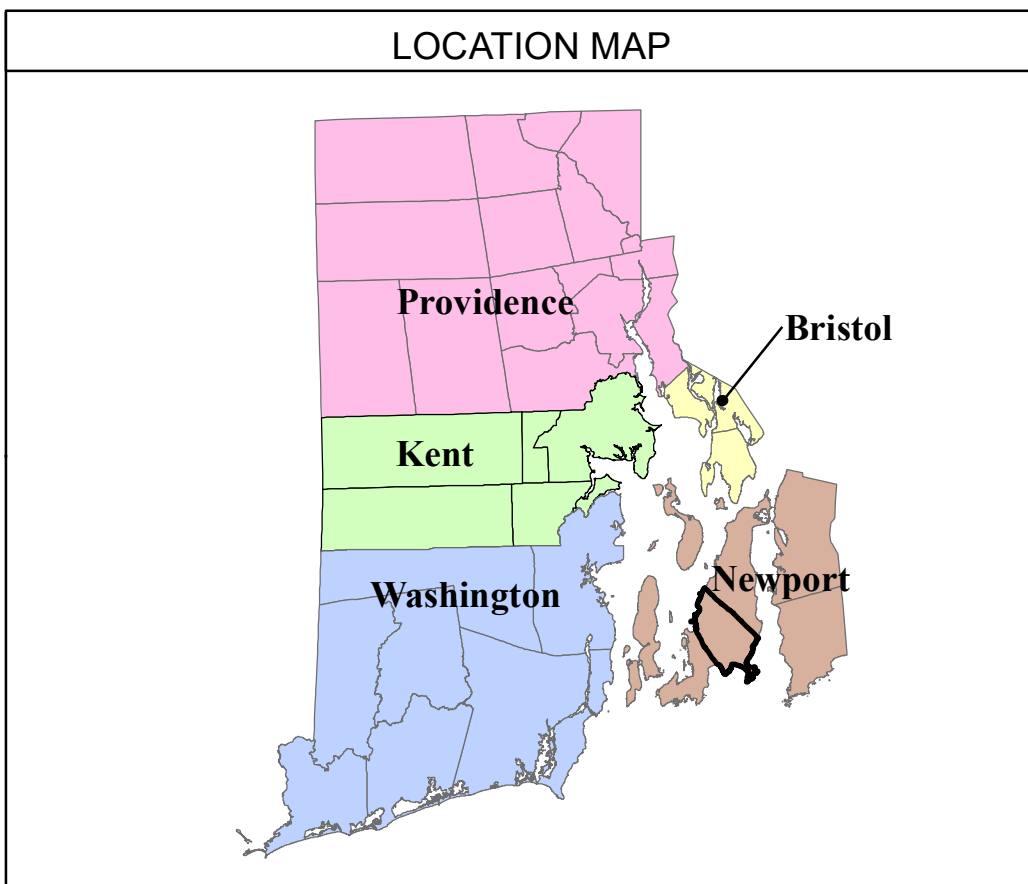 LOCATION MAP
Providence
Bristol
Kent
Newport
Washington